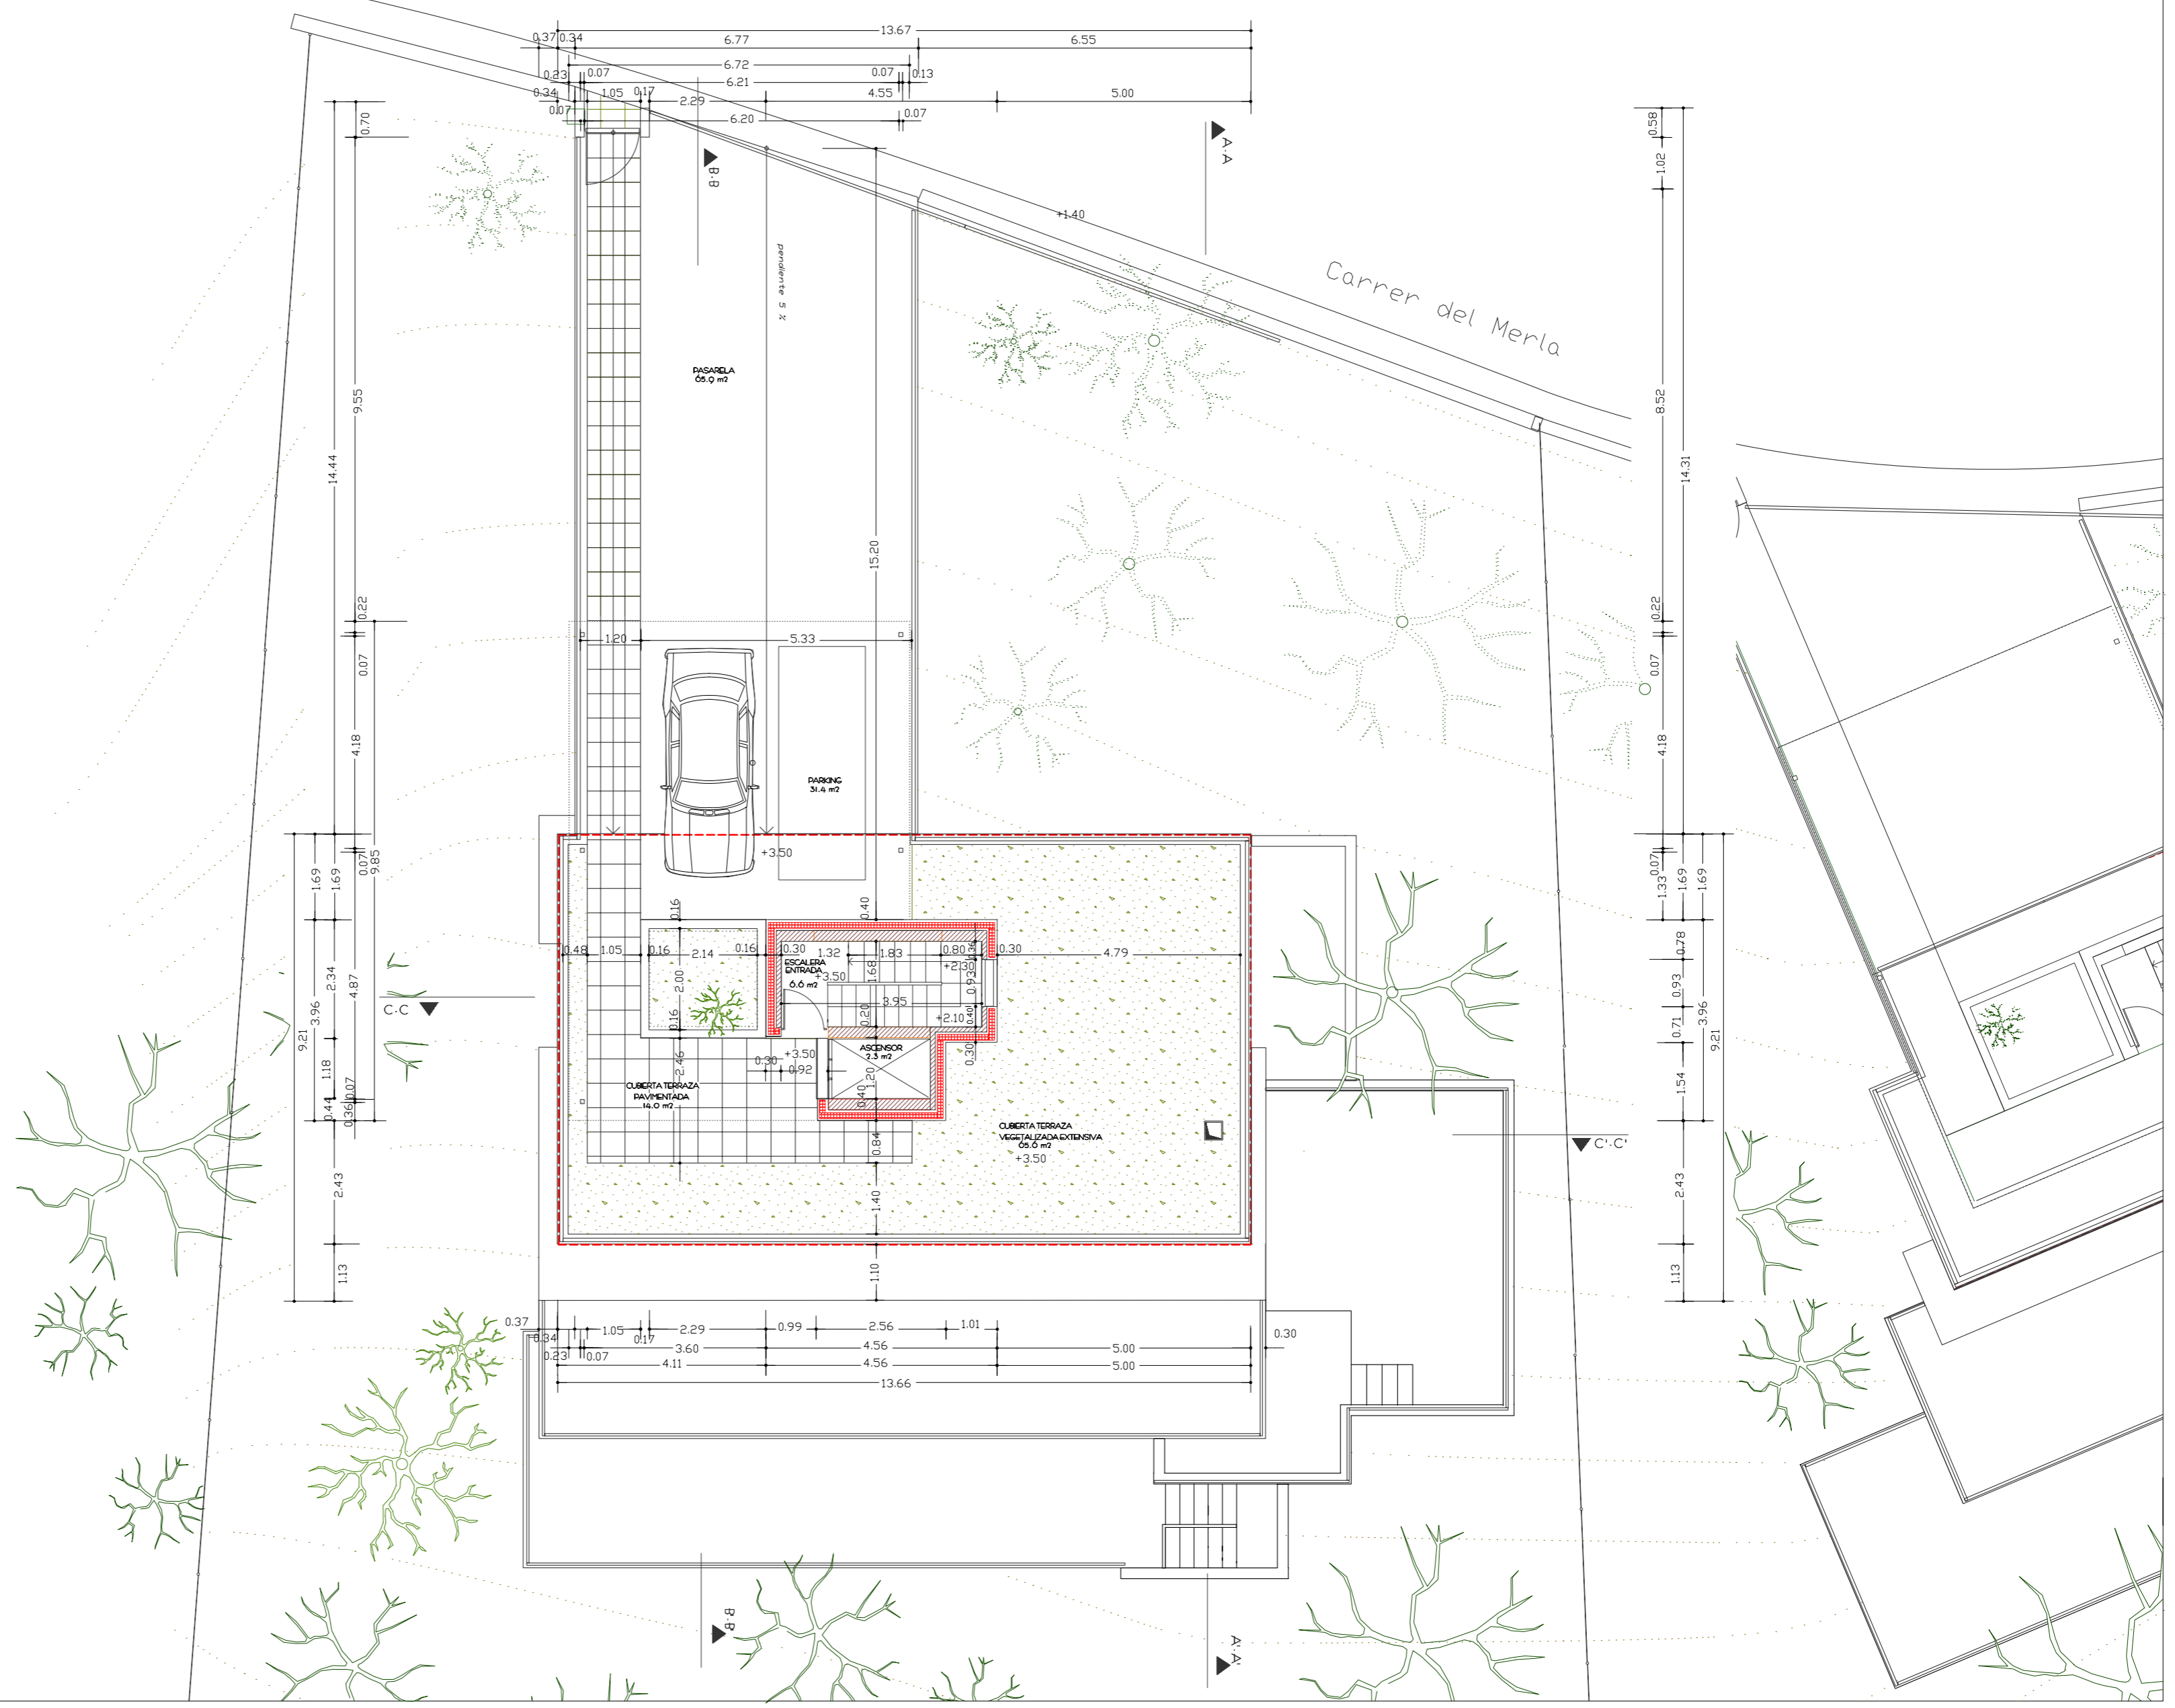 13.67
0.37 0.34 6.77 6.55
6.72
0.23 0.07 6.21 0.07 0.13
0.34 1.05 0.17 2.29 4.55 5.00
0.07 6.20 0.07
B-B
A-A
+1.40
Carrer del Merla
pendiente 5 %
PASARELA
65.9 m2
15.20
0.70
9.55
14.44
0.22
0.07
4.18
0.07
9.85
1.69
1.69
2.34
3.96
4.87
9.21
1.18
0.07
0.44
0.36
2.43
1.13
0.58
1.02
8.52
14.31
0.22
0.07
4.18
0.07
1.33
1.69
1.69
0.78
0.93
3.96
0.71
9.21
1.54
2.43
1.13
1.20 5.33
PARKING
31.4 m2
+3.50
0.16 0.40
0.48 1.05 0.16 2.14 0.16 0.30 1.32 1.83 0.80 0.30 4.79
ESCALERA
ENTRADA
6.6 m2
+3.50
1.68
+2.30
0.93
2.00
3.95
0.20
+2.10
0.40
0.16
C-C
ASCENSOR
2.3 m2
+3.50
0.30 0.92
2.46
1.20
0.30
0.40
CUBIERTA TERRAZA
PAVIMENTADA
14.0 m2
0.84
CUBIERTA TERRAZA
VEGETALIZADA EXTENSIVA
65.6 m2
+3.50
C'-C'
1.40
1.10
0.37 0.34 1.05 0.17 2.29 0.99 2.56 1.01 0.30
0.23 0.07 3.60 4.56 5.00
4.11 4.56 5.00
13.66
B'-B'
A'-A'